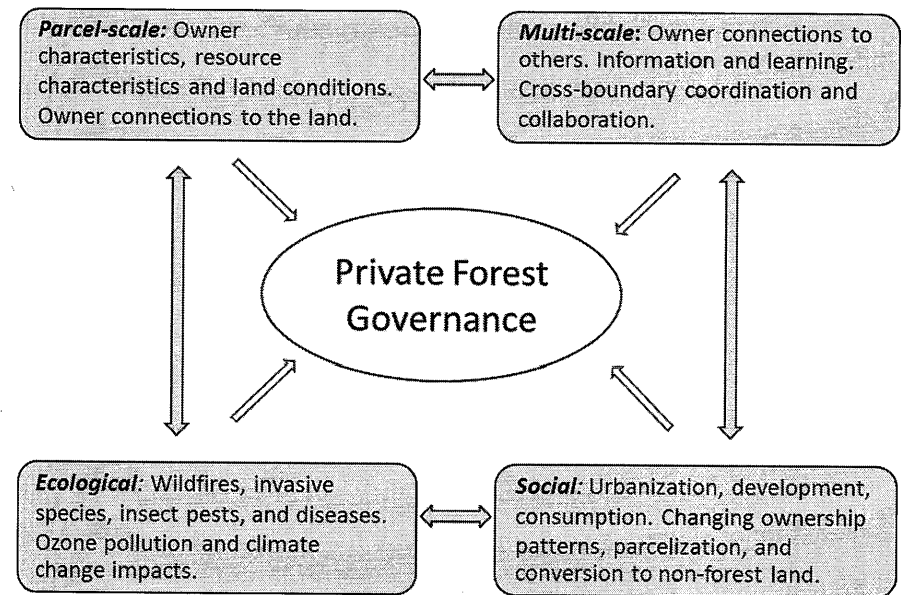 Parcel-scale: Owner
characteristics, resource
characteristics and land conditions.
Owner connections to the land.
Multi-scale: Owner connections to
others. Information and learning.
Cross-boundary coordination and
collaboration.
Private Forest
Governance
Ecological: Wildfires, invasive
species, insect pests, and diseases.
Ozone pollution and climate
change impacts.
Social: Urbanization, development,
consumption. Changing ownership
patterns, parcelization, and
conversion to non-forest land.